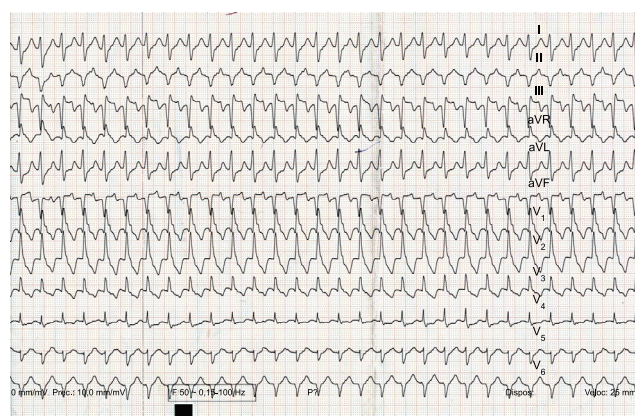 I
II
III
aVR
aVL
aVF
V1
V2
V3
V4
V5
V6
0 mm/mV. Prec.: 10,0 mm/mV F 50 ~ 0,15-100 Hz P? Dispos: Veloc: 25 mm